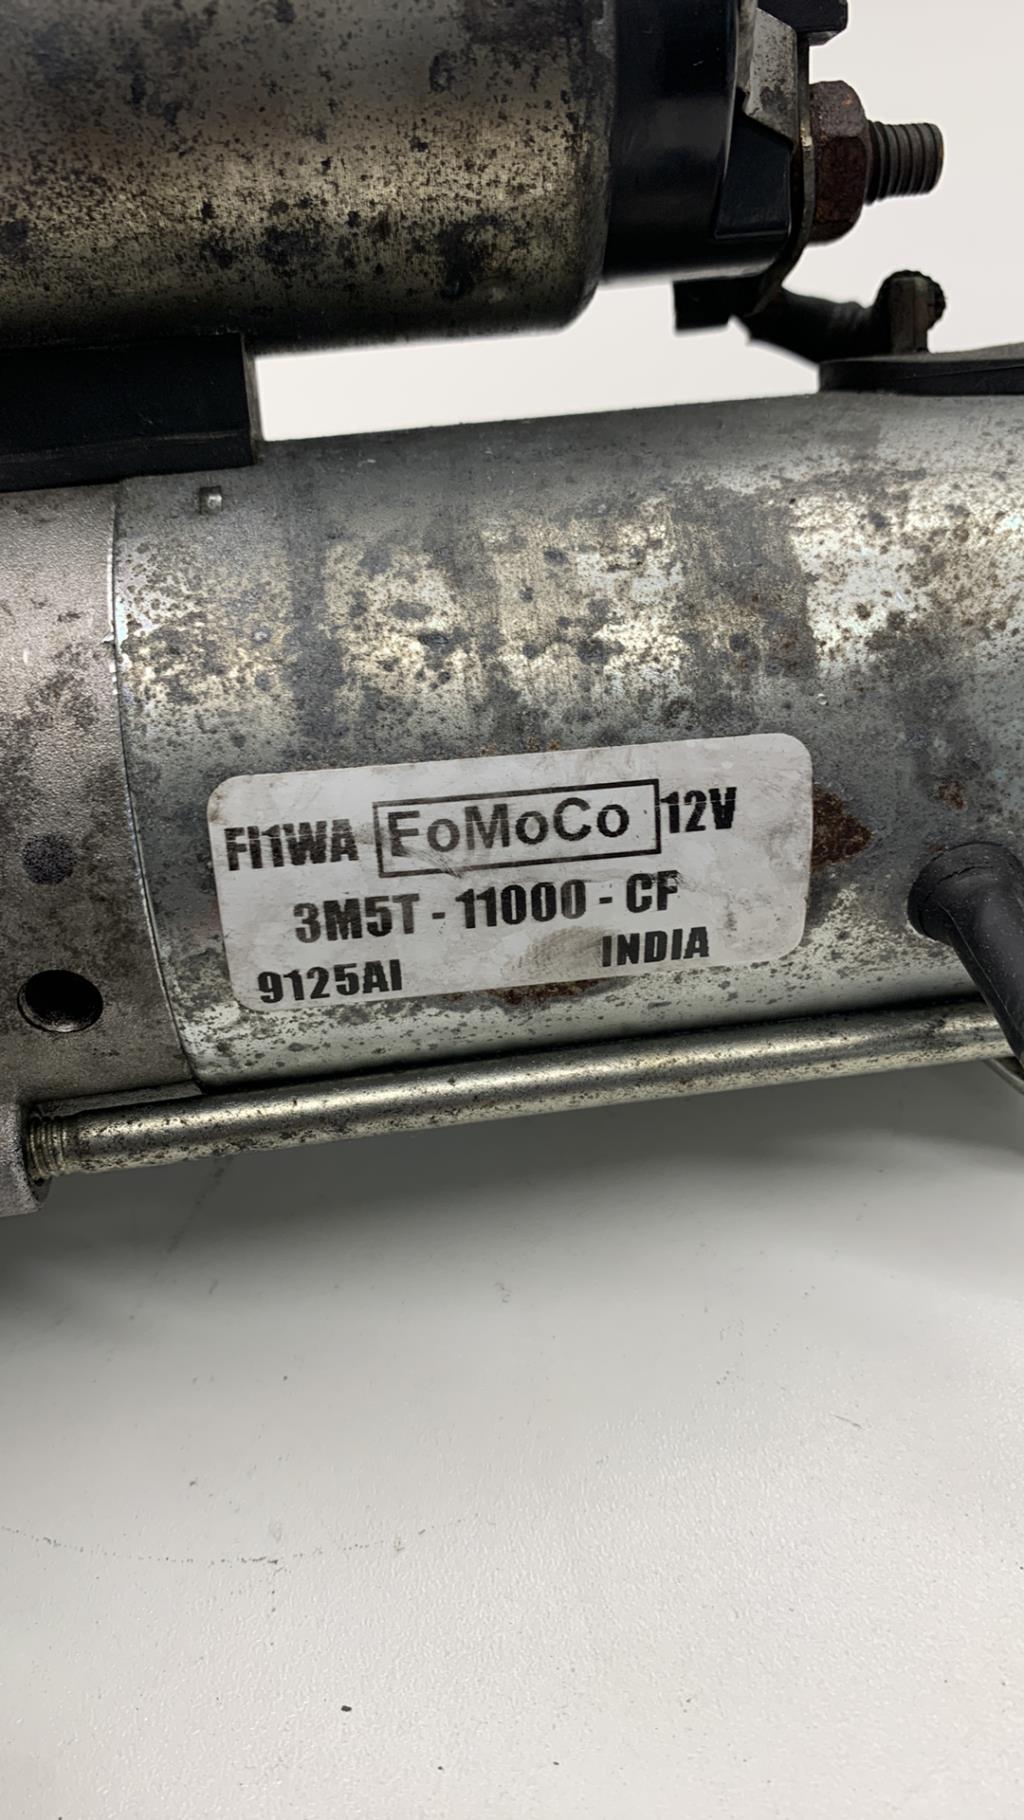 FI1WA FoMoCo 12V
3M5T - 11000 - CF
9125AI INDIA